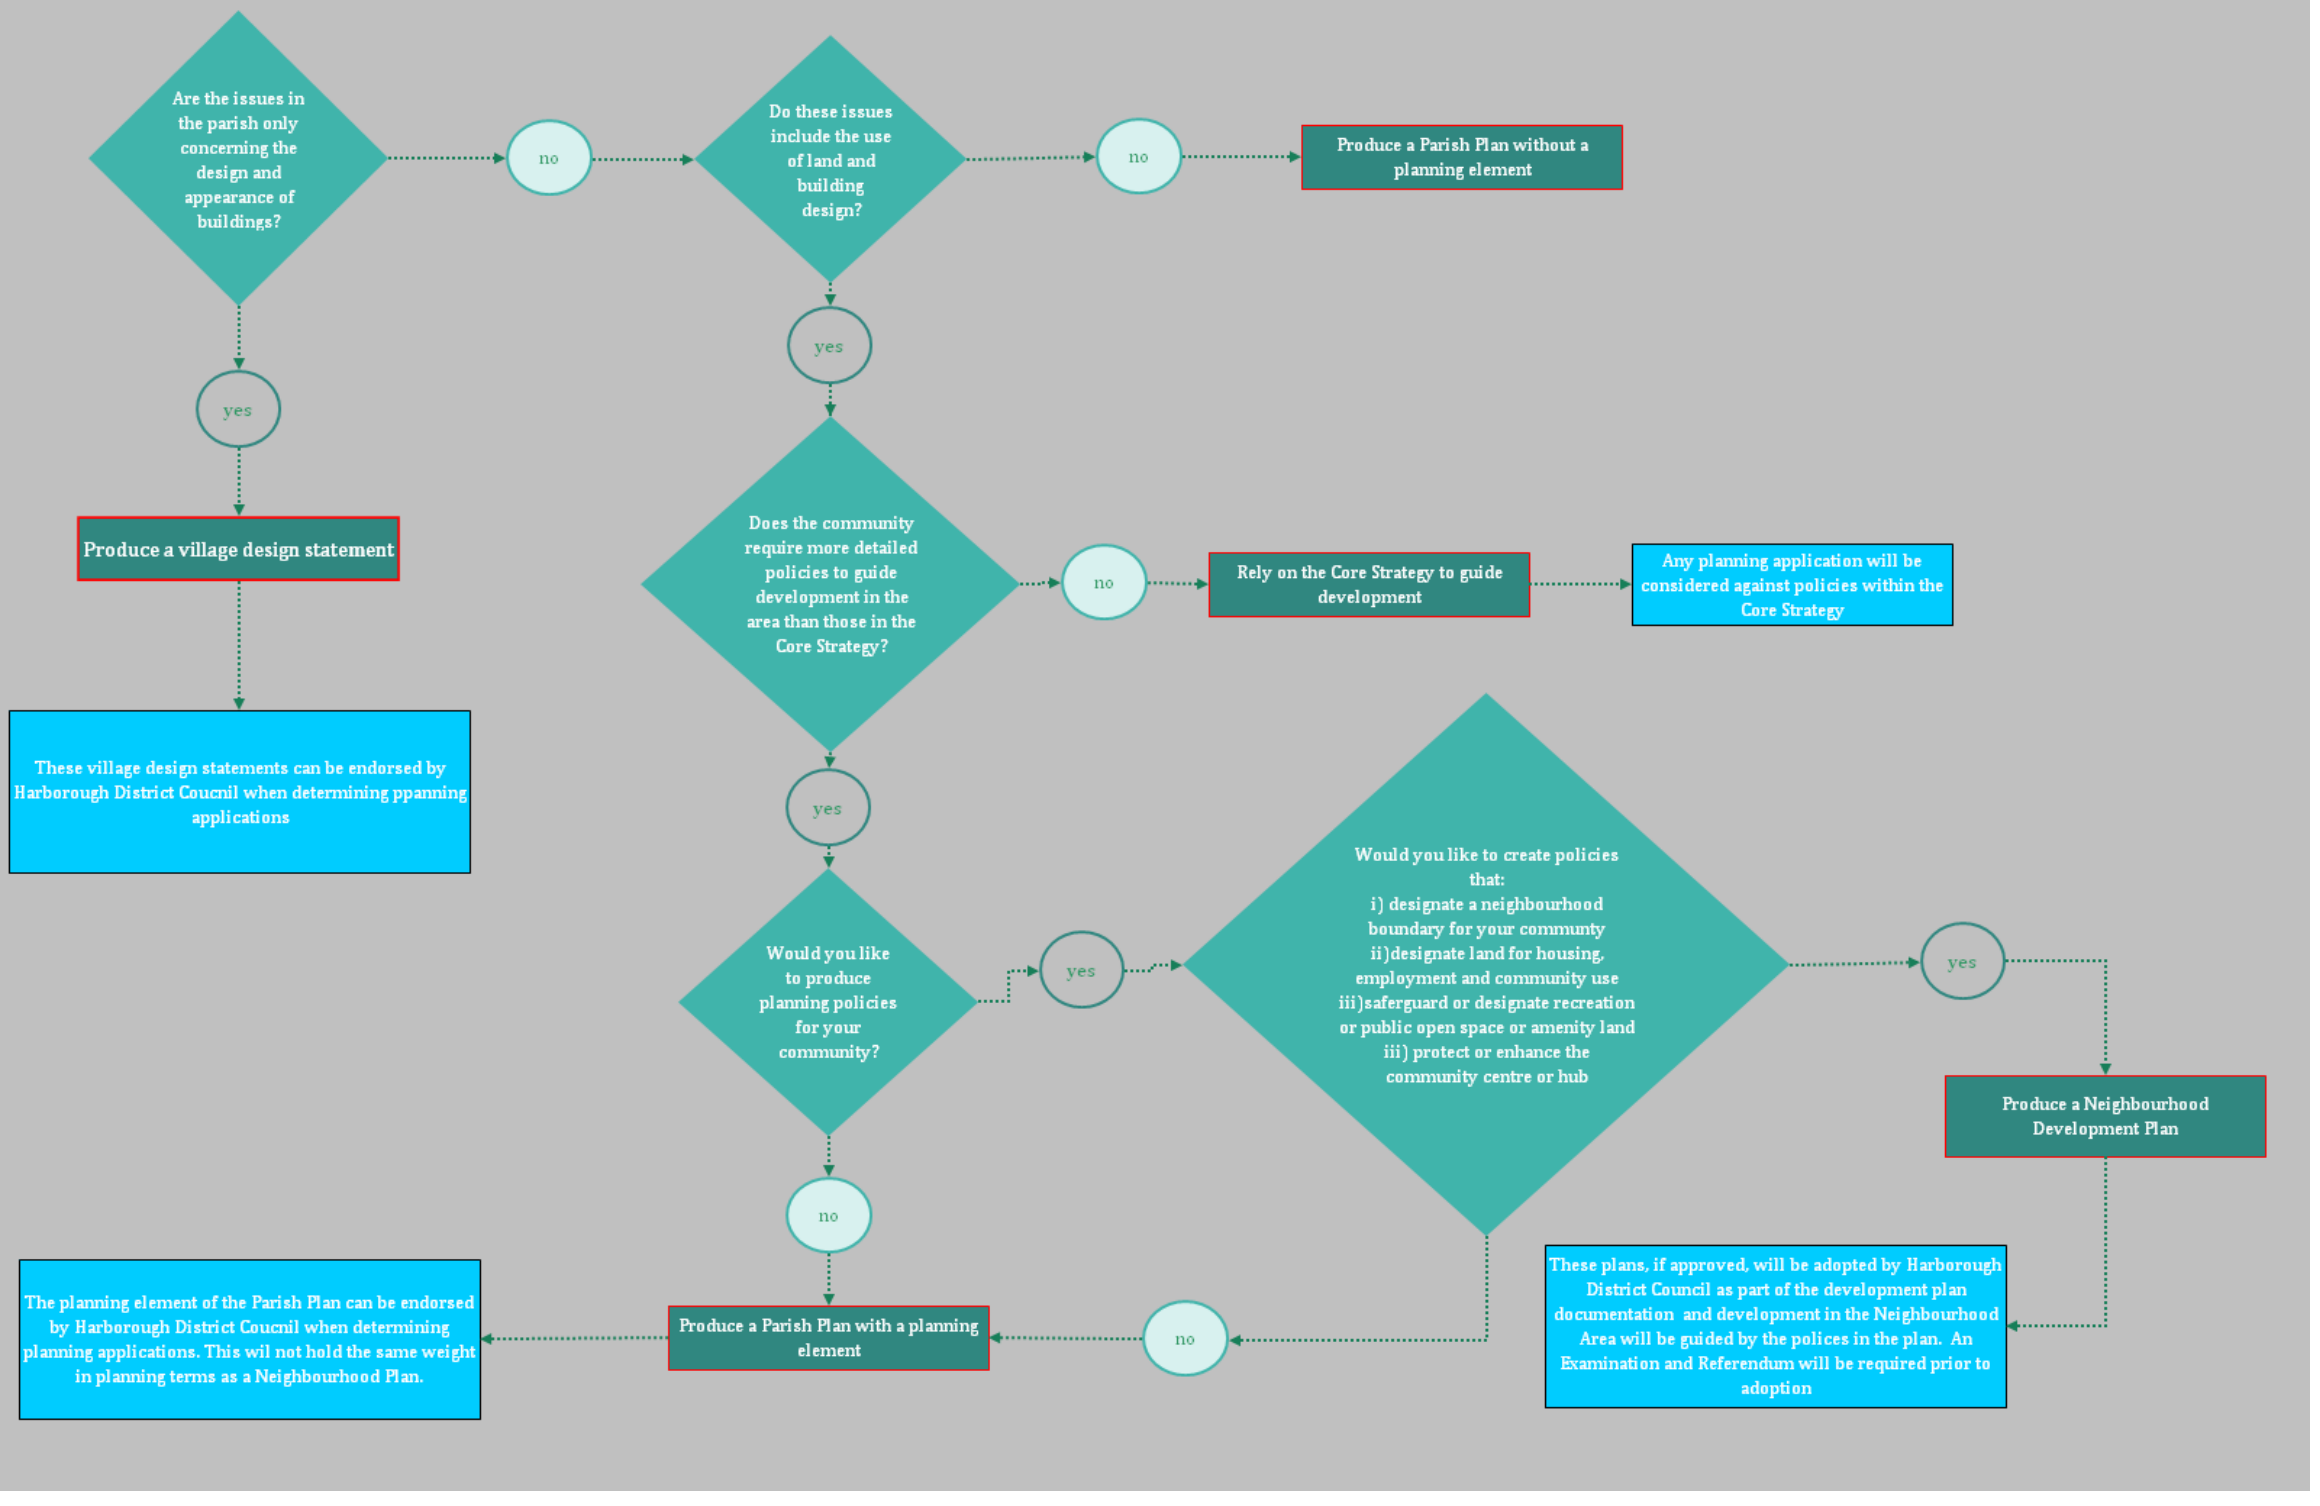 Are the issues in
the parish only
concerning the
design and
appearance of
buildings?
no
Do these issues
include the use
of land and
building
design?
no
Produce a Parish Plan without a
planning element
yes
yes
Produce a village design statement
These village design statements can be endorsed by
Harborough District Coucnil when determining ppanning
applications
Does the community
require more detailed
policies to guide
development in the
area than those in the
Core Strategy?
no
Rely on the Core Strategy to guide
development
Any planning application will be
considered against policies within the
Core Strategy
yes
Would you like
to produce
planning policies
for your
community?
yes
Would you like to create policies
that:
i) designate a neighbourhood
boundary for your communty
ii)designate land for housing,
employment and community use
iii)saferguard or designate recreation
or public open space or amenity land
iii) protect or enhance the
community centre or hub
yes
Produce a Neighbourhood
Development Plan
These plans, if approved, will be adopted by Harborough
District Council as part of the development plan
documentation and development in the Neighbourhood
Area will be guided by the polices in the plan. An
Examination and Referendum will be required prior to
adoption
no
no
Produce a Parish Plan with a planning
element
The planning element of the Parish Plan can be endorsed
by Harborough District Coucnil when determining
planning applications. This wil not hold the same weight
in planning terms as a Neighbourhood Plan.